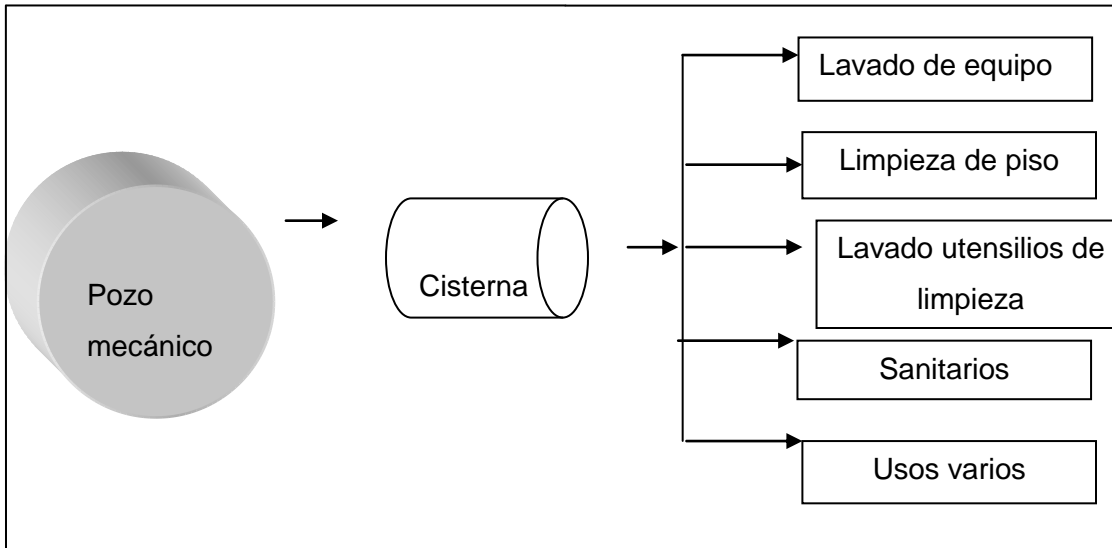 Pozo
mecánico
Cisterna
Lavado de equipo
Limpieza de piso
Lavado utensilios de
limpieza
Sanitarios
Usos varios